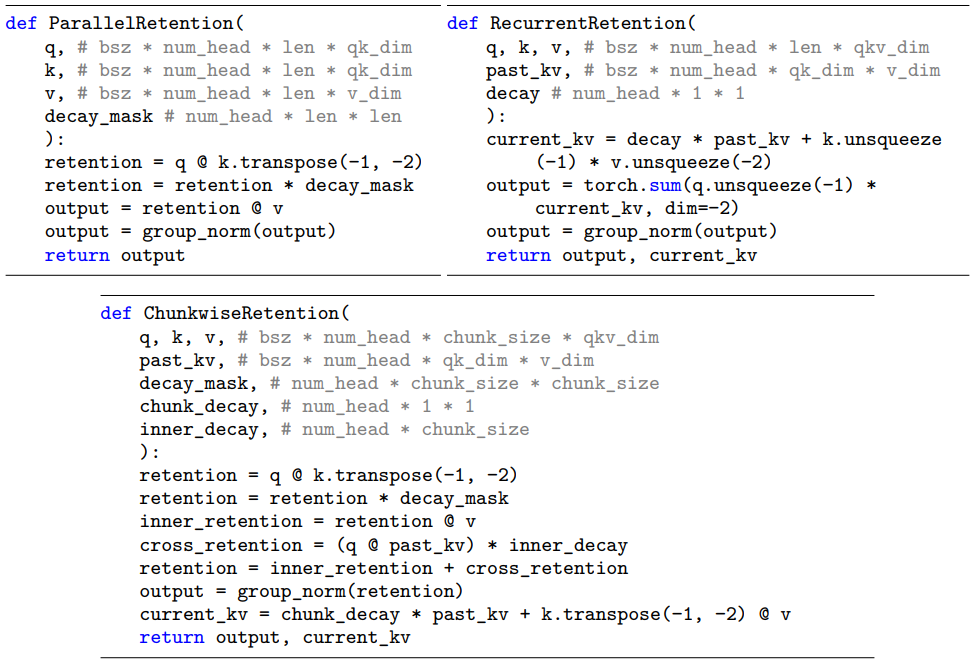 def ParallelRetention(
q, # bsz * num_head * len * qk_dim
k, # bsz * num_head * len * qk_dim
v, # bsz * num_head * len * v_dim
decay_mask # num_head * len * len
):
retention = q @ k.transpose(-1, -2)
retention = retention * decay_mask
output = retention @ v
output = group_norm(output)
return output
def RecurrentRetention(
q, k, v, # bsz * num_head * len * qkv_dim
past_kv, # bsz * num_head * qk_dim * v_dim
decay # num_head * 1 * 1
):
current_kv = decay * past_kv + k.unsqueeze
(-1) * v.unsqueeze(-2)
output = torch.sum(q.unsqueeze(-1) *
current_kv, dim=-2)
output = group_norm(output)
return output, current_kv
def ChunkwiseRetention(
q, k, v, # bsz * num_head * chunk_size * qkv_dim
past_kv, # bsz * num_head * qk_dim * v_dim
decay_mask, # num_head * chunk_size * chunk_size
chunk_decay, # num_head * 1 * 1
inner_decay, # num_head * chunk_size
):
retention = q @ k.transpose(-1, -2)
retention = retention * decay_mask
inner_retention = retention @ v
cross_retention = (q @ past_kv) * inner_decay
retention = inner_retention + cross_retention
output = group_norm(retention)
current_kv = chunk_decay * past_kv + k.transpose(-1, -2) @ v
return output, current_kv